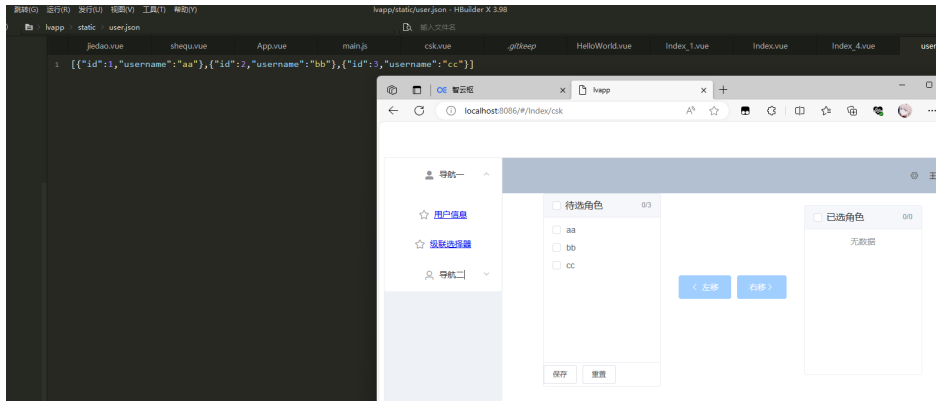 跳转(G) 运行(R) 发行(U) 视图(V) 工具(T) 帮助(Y)
lvapp/static/user.json - HBuilder X 3.98
lvapp static user.json
输入文件名
jiedao.vue shequ.vue App.vue main.js csk.vue .gitkeep HelloWorld.vue Index_1.vue Index.vue Index_4.vue user
1 [{"id":1,"username":"aa"},{"id":2,"username":"bb"},{"id":3,"username":"cc"}]
OE 智云枢
lvapp
localhost:8086/#/Index/csk
导航一
王
待选角色 0/3
已选角色 0/0
用户信息
aa
无数据
bb
级联选择器
cc
导航二
< 左移
右移 >
保存
重置